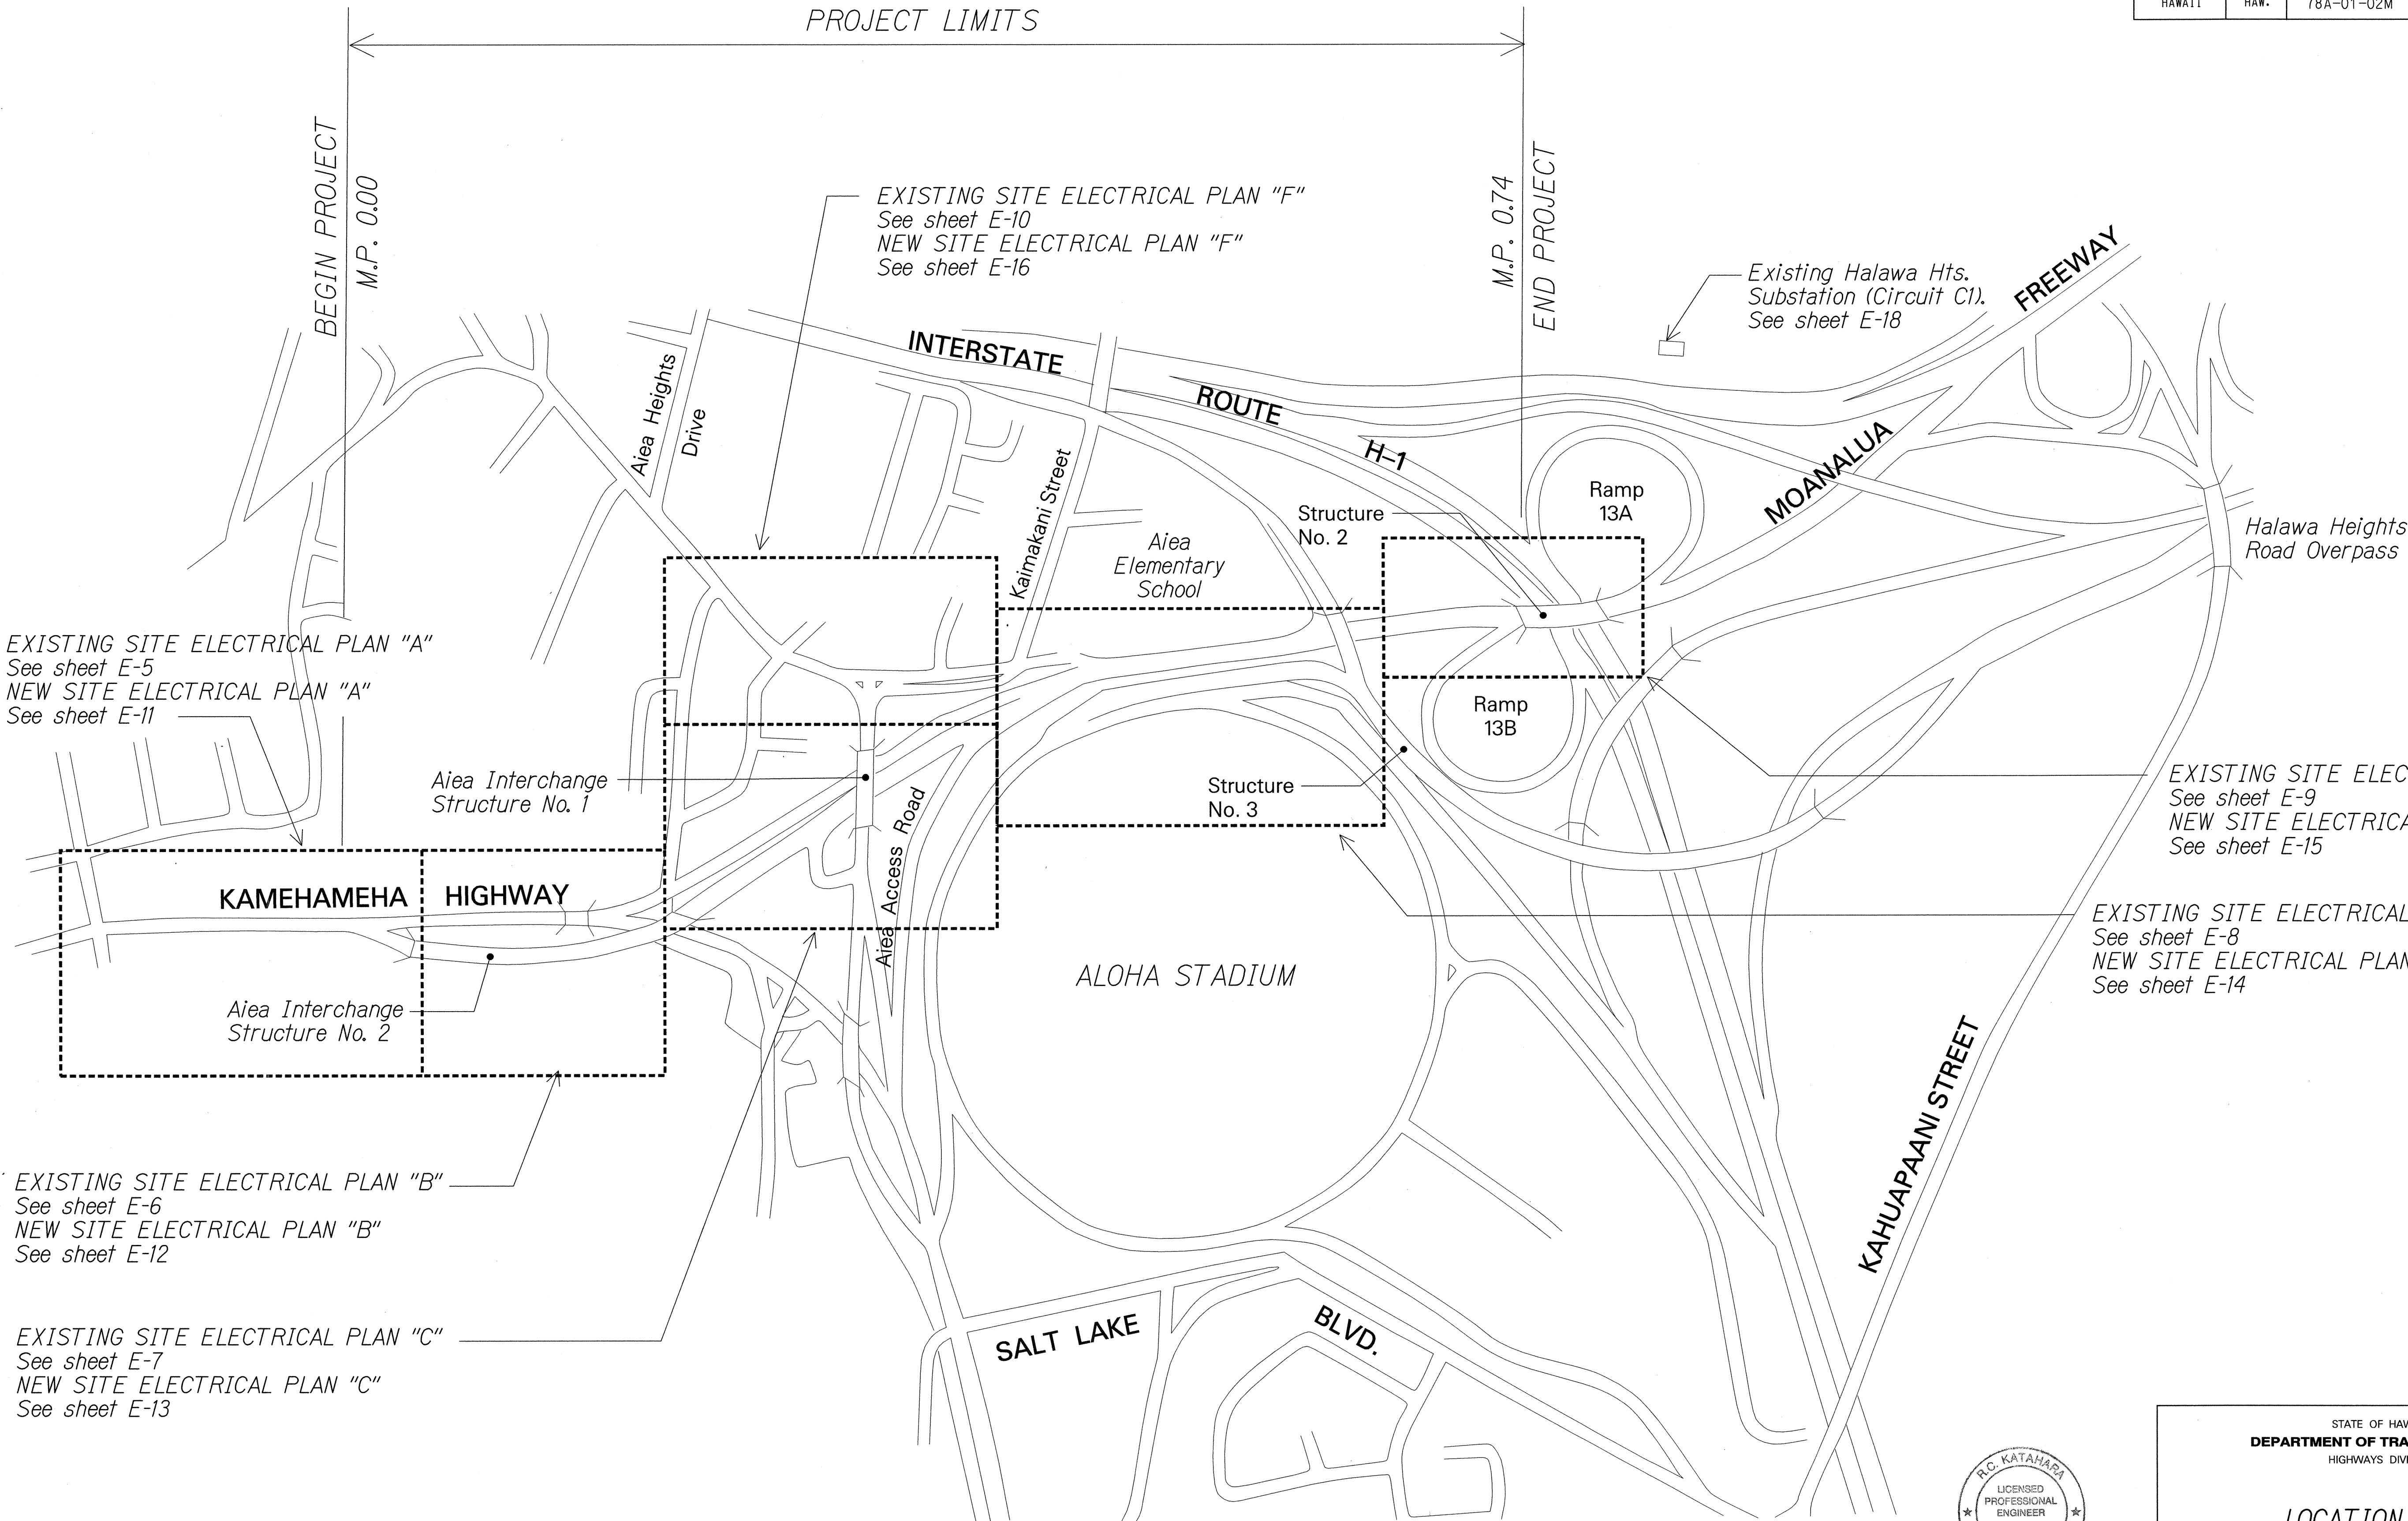 HAWAII HAW. 78A-01-02M
PROJECT LIMITS
BEGIN PROJECT
M.P. 0.00
M.P. 0.74
END PROJECT
EXISTING SITE ELECTRICAL PLAN "F"
See sheet E-10
NEW SITE ELECTRICAL PLAN "F"
See sheet E-16
Existing Halawa Hts.
Substation (Circuit C1).
See sheet E-18
FREEWAY
INTERSTATE
ROUTE
H-1
MOANALUA
Aiea Heights
Drive
Kaimakani Street
Aiea
Elementary
School
Structure
No. 2
Ramp
13A
Halawa Heights
Road Overpass
EXISTING SITE ELECTRICAL PLAN "A"
See sheet E-5
NEW SITE ELECTRICAL PLAN "A"
See sheet E-11
Aiea Interchange
Structure No. 1
Ramp
13B
Structure
No. 3
Aiea Access Road
EXISTING SITE ELEC
See sheet E-9
NEW SITE ELECTRICA
See sheet E-15
KAMEHAMEHA HIGHWAY
EXISTING SITE ELECTRICAL
See sheet E-8
NEW SITE ELECTRICAL PLAN
See sheet E-14
ALOHA STADIUM
Aiea Interchange
Structure No. 2
KAHUAPAANI STREET
EXISTING SITE ELECTRICAL PLAN "B"
See sheet E-6
NEW SITE ELECTRICAL PLAN "B"
See sheet E-12
EXISTING SITE ELECTRICAL PLAN "C"
See sheet E-7
NEW SITE ELECTRICAL PLAN "C"
See sheet E-13
SALT LAKE
BLVD.
R.C. KATAHARA
LICENSED
PROFESSIONAL
ENGINEER
STATE OF HAW
DEPARTMENT OF TRA
HIGHWAYS DIV
LOCATION